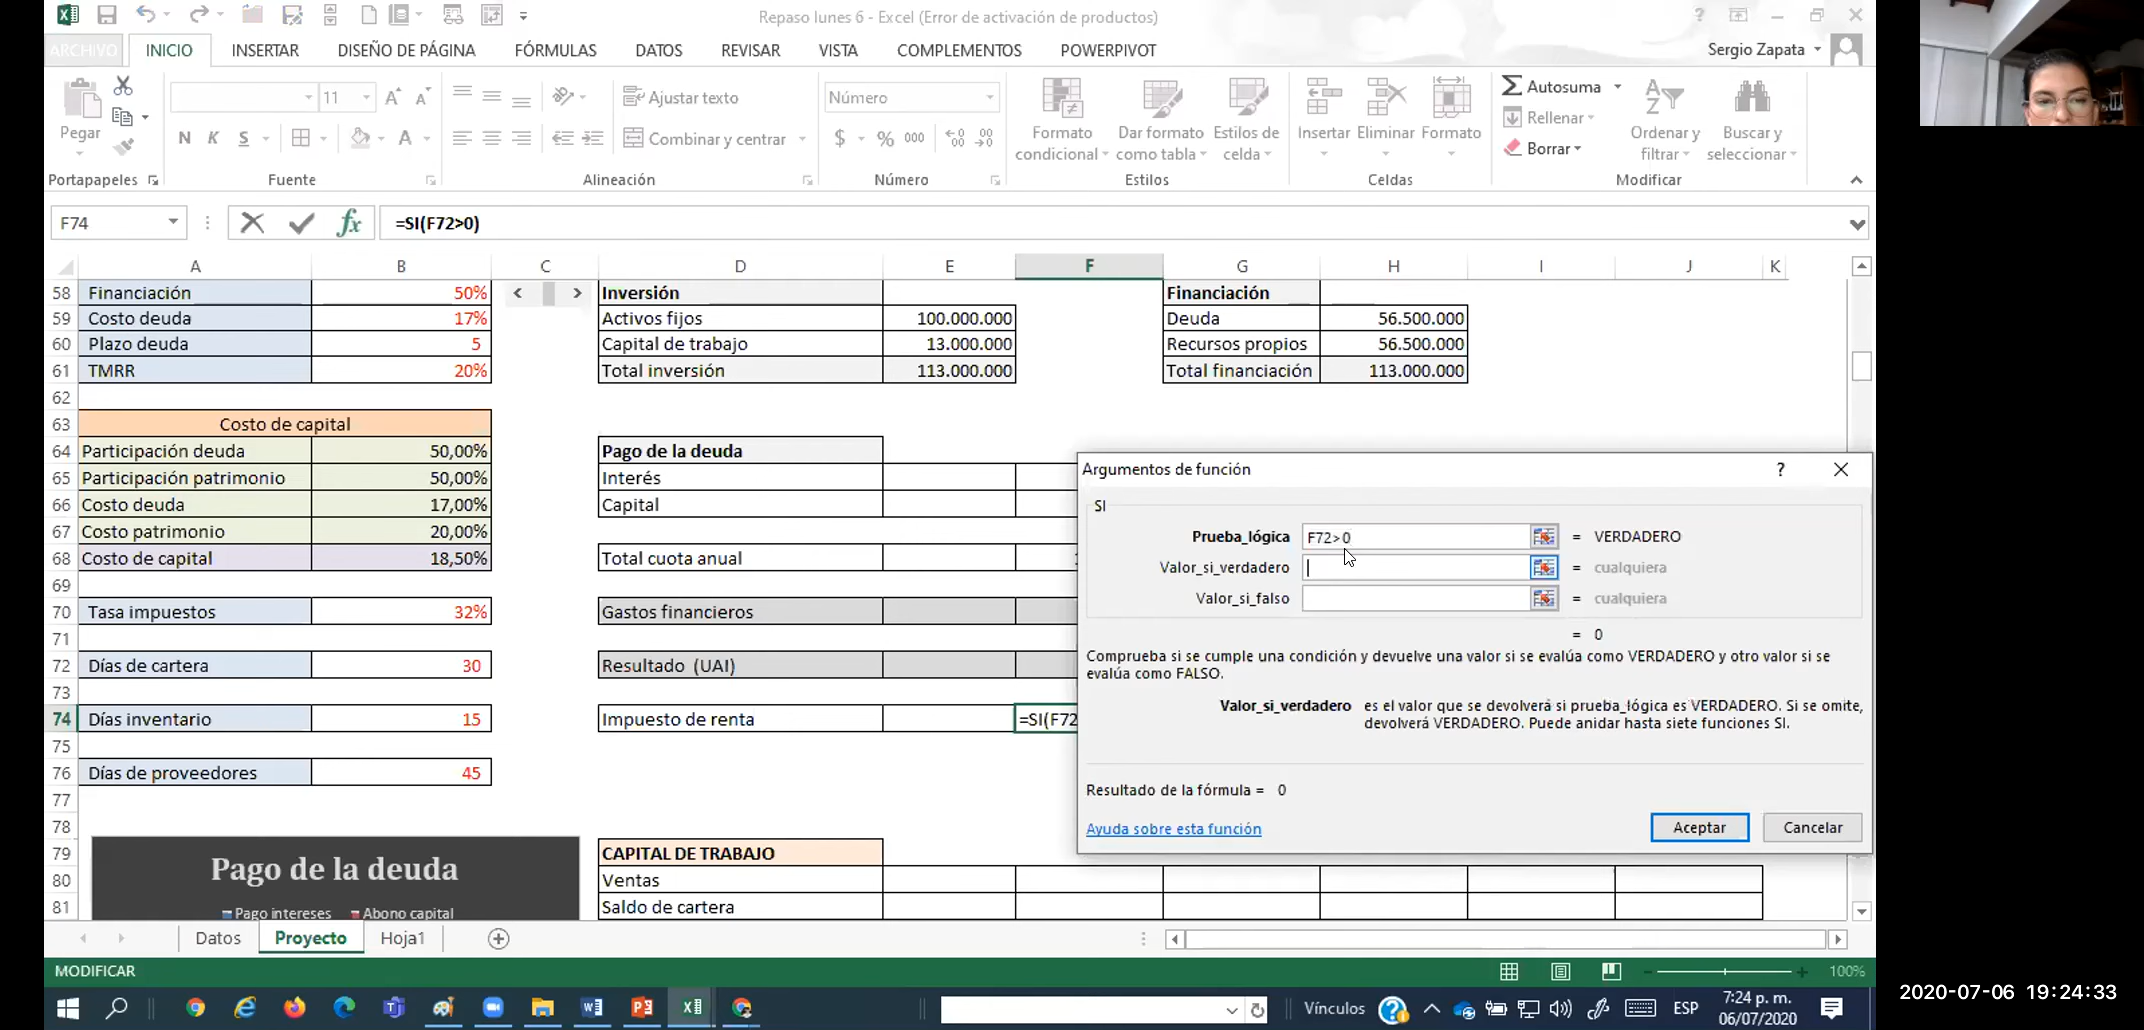 Repaso lunes 6 - Excel (Error de activación de productos)
ARCHIVO INICIO INSERTAR DISEÑO DE PÁGINA FÓRMULAS DATOS REVISAR VISTA COMPLEMENTOS POWERPIVOT Sergio Zapata
Pegar
11
N K S
Ajustar texto
Combinar y centrar
Número
$ % 000
Formato condicional
Dar formato como tabla
Estilos de celda
Insertar Eliminar Formato
Autosuma
Rellenar
Borrar
Ordenar y filtrar
Buscar y seleccionar
Portapapeles Fuente Alineación Número Estilos Celdas Modificar
F74 fx =SI(F72>0)
A B C D E F G H I J K
58 Financiación 50% Inversión Financiación
59 Costo deuda 17% Activos fijos 100.000.000 Deuda 56.500.000
60 Plazo deuda 5 Capital de trabajo 13.000.000 Recursos propios 56.500.000
61 TMRR 20% Total inversión 113.000.000 Total financiación 113.000.000
62
63 Costo de capital
64 Participación deuda 50,00% Pago de la deuda
65 Participación patrimonio 50,00% Interés
66 Costo deuda 17,00% Capital
67 Costo patrimonio 20,00%
68 Costo de capital 18,50% Total cuota anual
69
70 Tasa impuestos 32% Gastos financieros
71
72 Días de cartera 30 Resultado (UAI)
73
74 Días inventario 15 Impuesto de renta =SI(F72
75
76 Días de proveedores 45
77
78
79 CAPITAL DE TRABAJO
80 Ventas
81 Saldo de cartera
Pago de la deuda
Pago intereses Abono capital
Argumentos de función ?
SI
Prueba_lógica F72>0 = VERDADERO
Valor_si_verdadero = cualquiera
Valor_si_falso = cualquiera
= 0
Comprueba si se cumple una condición y devuelve una valor si se evalúa como VERDADERO y otro valor si se
evalúa como FALSO.
Valor_si_verdadero es el valor que se devolverá si prueba_lógica es VERDADERO. Si se omite,
devolverá VERDADERO. Puede anidar hasta siete funciones SI.
Resultado de la fórmula = 0
Ayuda sobre esta función Aceptar Cancelar
Datos Proyecto Hoja1
MODIFICAR 100%
Vínculos ESP 7:24 p. m.
06/07/2020
2020-07-06 19:24:33